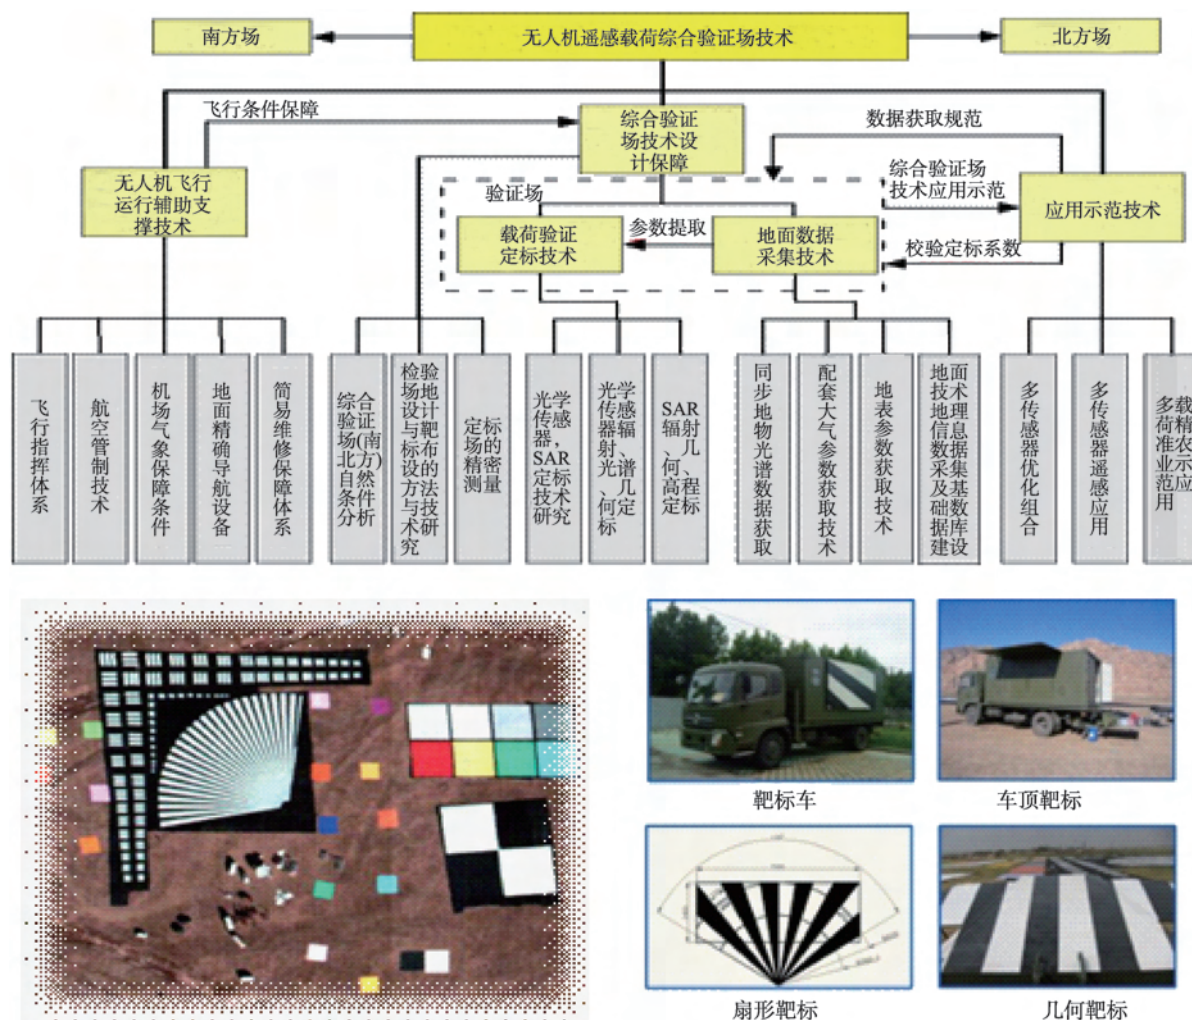 南方场
无人机遥感载荷综合验证场技术
北方场
飞行条件保障
综合验证
场技术设
计保障
数据获取规范
无人机飞行
运行辅助支
撑技术
验证场
综合验证场
技术应用示范
应用示范技术
载荷验证
定标技术
参数提取
地面数据
采集技术
校验定标系数
飞行指挥体系
航空管制技术
机场气象保障条件
地面精确导航设备
简易维修保障体系
综合验证场(南北方)自然条件分析
检验场地设计与靶标布设的方法与技术研究
定标场的精密测量
光学传感器，SAR定标技术研究
光学传感器辐射、光谱、几何定标
SAR辐射、几何、高程定标
同步地物光谱数据获取
配套大气参数获取技术
地表参数获取技术
地面技术地理信息数据采集及基础数据库建设
多传感器优化组合
多传感器遥感应用
多载荷精准农业示范应用
靶标车
车顶靶标
扇形靶标
几何靶标